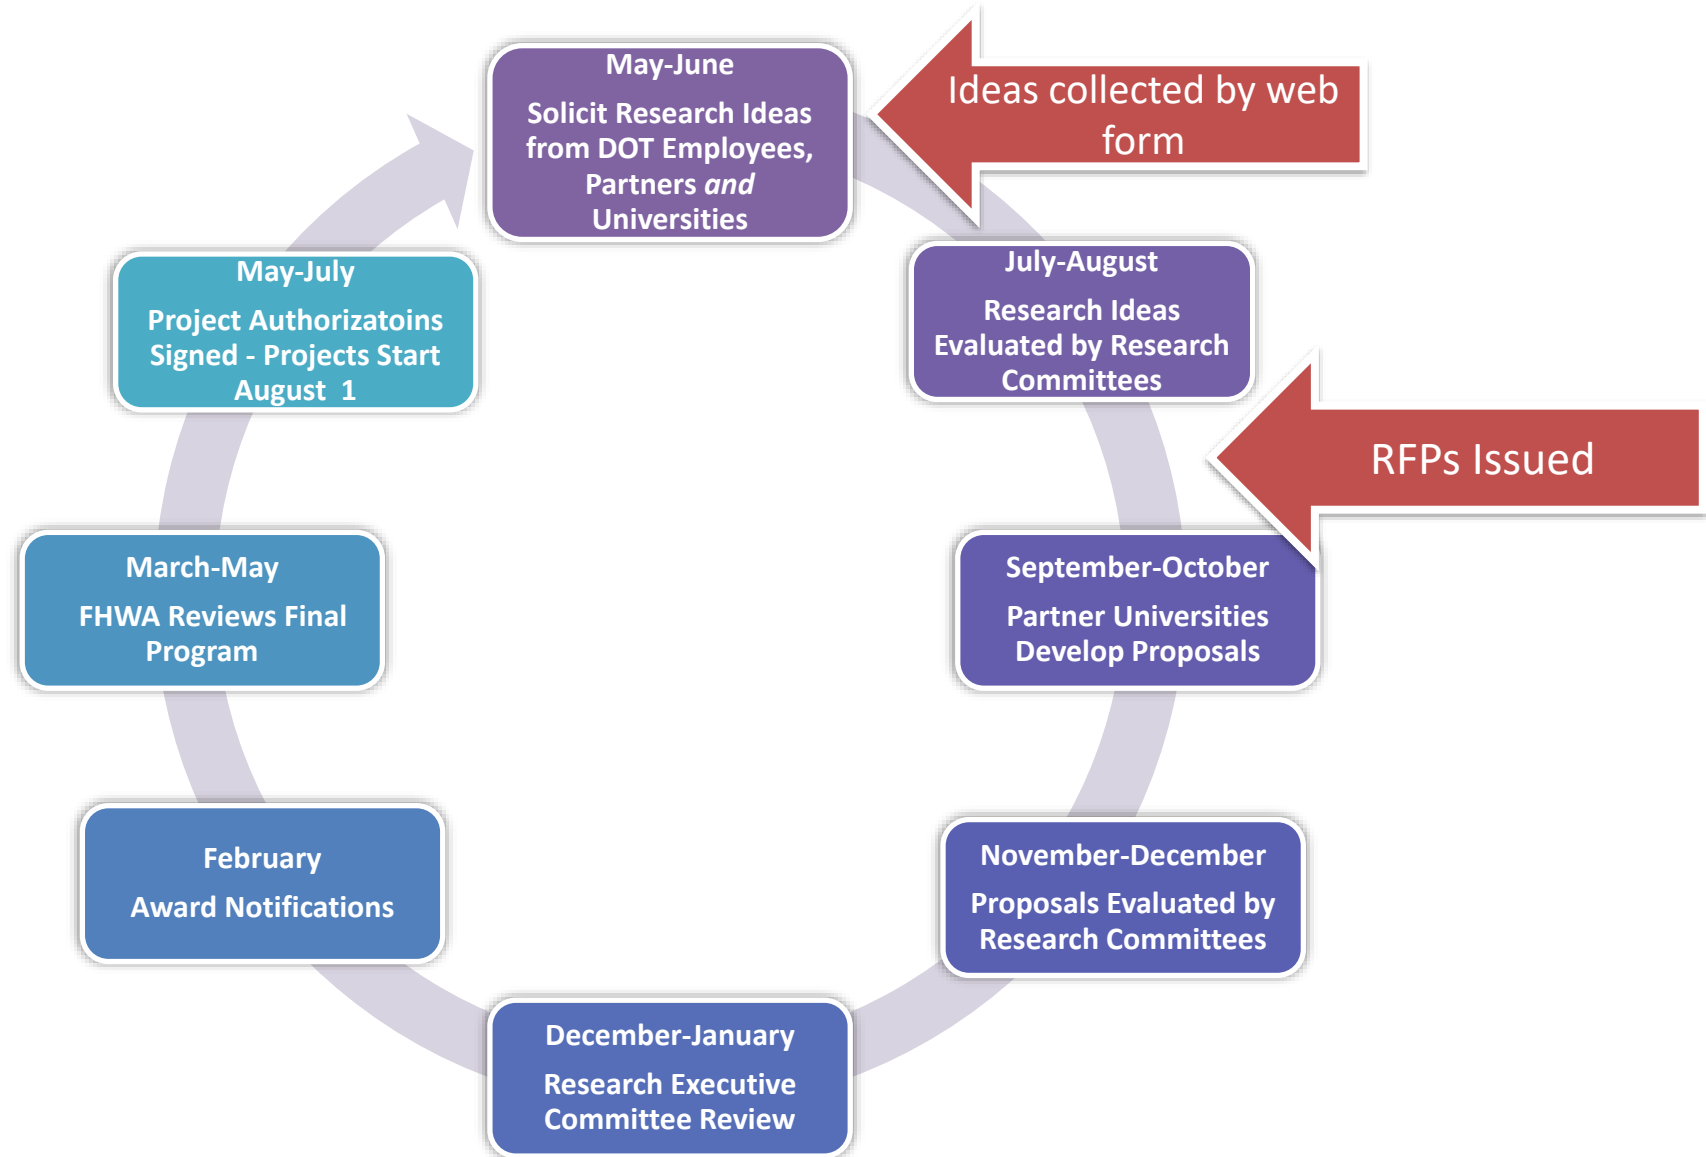 May-June
Solicit Research Ideas
from DOT Employees,
Partners and
Universities
Ideas collected by web
form
July-August
Research Ideas
Evaluated by Research
Committees
RFPs Issued
September-October
Partner Universities
Develop Proposals
November-December
Proposals Evaluated by
Research Committees
December-January
Research Executive
Committee Review
February
Award Notifications
March-May
FHWA Reviews Final
Program
May-July
Project Authorizatoins
Signed - Projects Start
August 1